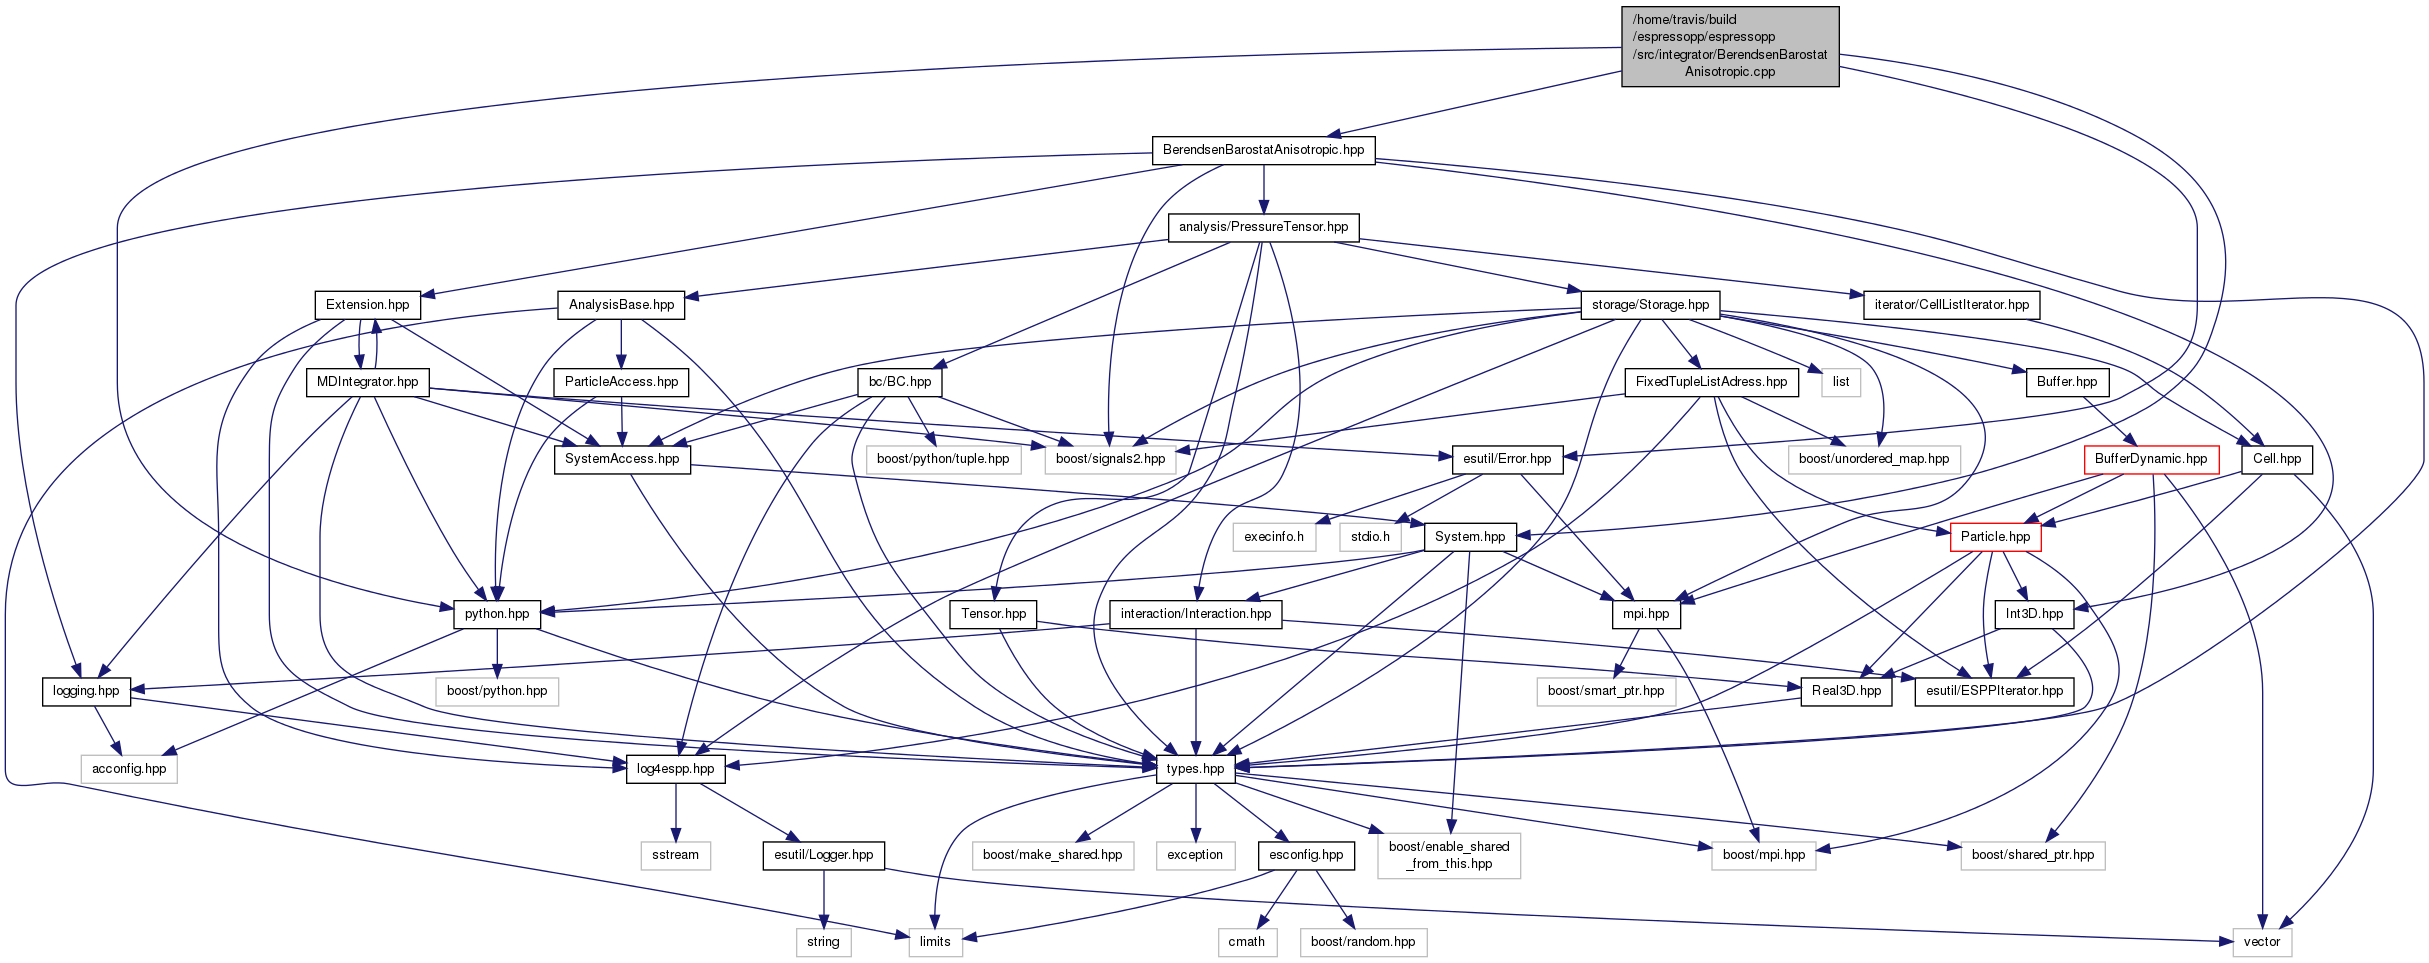 /home/travis/build
/espressopp/espressopp
/src/integrator/BerendsenBarostat
Anisotropic.cpp
BerendsenBarostatAnisotropic.hpp
analysis/PressureTensor.hpp
Extension.hpp
AnalysisBase.hpp
storage/Storage.hpp
iterator/CellListIterator.hpp
MDIntegrator.hpp
ParticleAccess.hpp
bc/BC.hpp
FixedTupleListAdress.hpp
list
Buffer.hpp
SystemAccess.hpp
boost/python/tuple.hpp
boost/signals2.hpp
esutil/Error.hpp
boost/unordered_map.hpp
BufferDynamic.hpp
Cell.hpp
execinfo.h
stdio.h
System.hpp
Particle.hpp
python.hpp
Tensor.hpp
interaction/Interaction.hpp
mpi.hpp
Int3D.hpp
logging.hpp
boost/python.hpp
boost/smart_ptr.hpp
Real3D.hpp
esutil/ESPPIterator.hpp
acconfig.hpp
log4espp.hpp
types.hpp
sstream
esutil/Logger.hpp
boost/make_shared.hpp
exception
esconfig.hpp
boost/enable_shared
_from_this.hpp
boost/mpi.hpp
boost/shared_ptr.hpp
string
limits
cmath
boost/random.hpp
vector